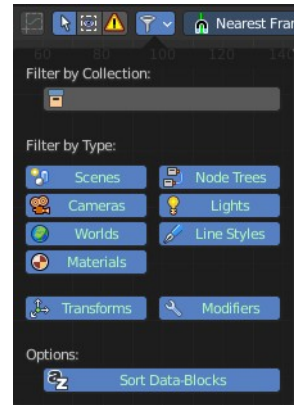 Nearest Frar
60 80 100 120 140
Filter by Collection:
Filter by Type:
Scenes Node Trees
Cameras Lights
Worlds Line Styles
Materials
Transforms Modifiers
Options:
Sort Data-Blocks